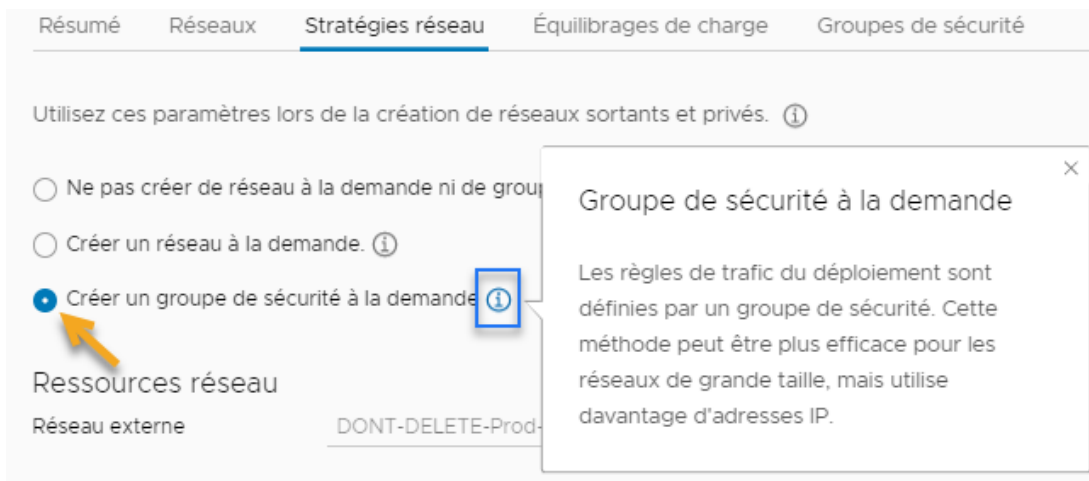 Résumé Réseaux Stratégies réseau Équilibrages de charge Groupes de sécurité
Utilisez ces paramètres lors de la création de réseaux sortants et privés.
Ne pas créer de réseau à la demande ni de group
Créer un réseau à la demande.
Créer un groupe de sécurité à la demande
Groupe de sécurité à la demande
Les règles de trafic du déploiement sont
définies par un groupe de sécurité. Cette
méthode peut être plus efficace pour les
réseaux de grande taille, mais utilise
davantage d'adresses IP.
Ressources réseau
Réseau externe DONT-DELETE-Prod-